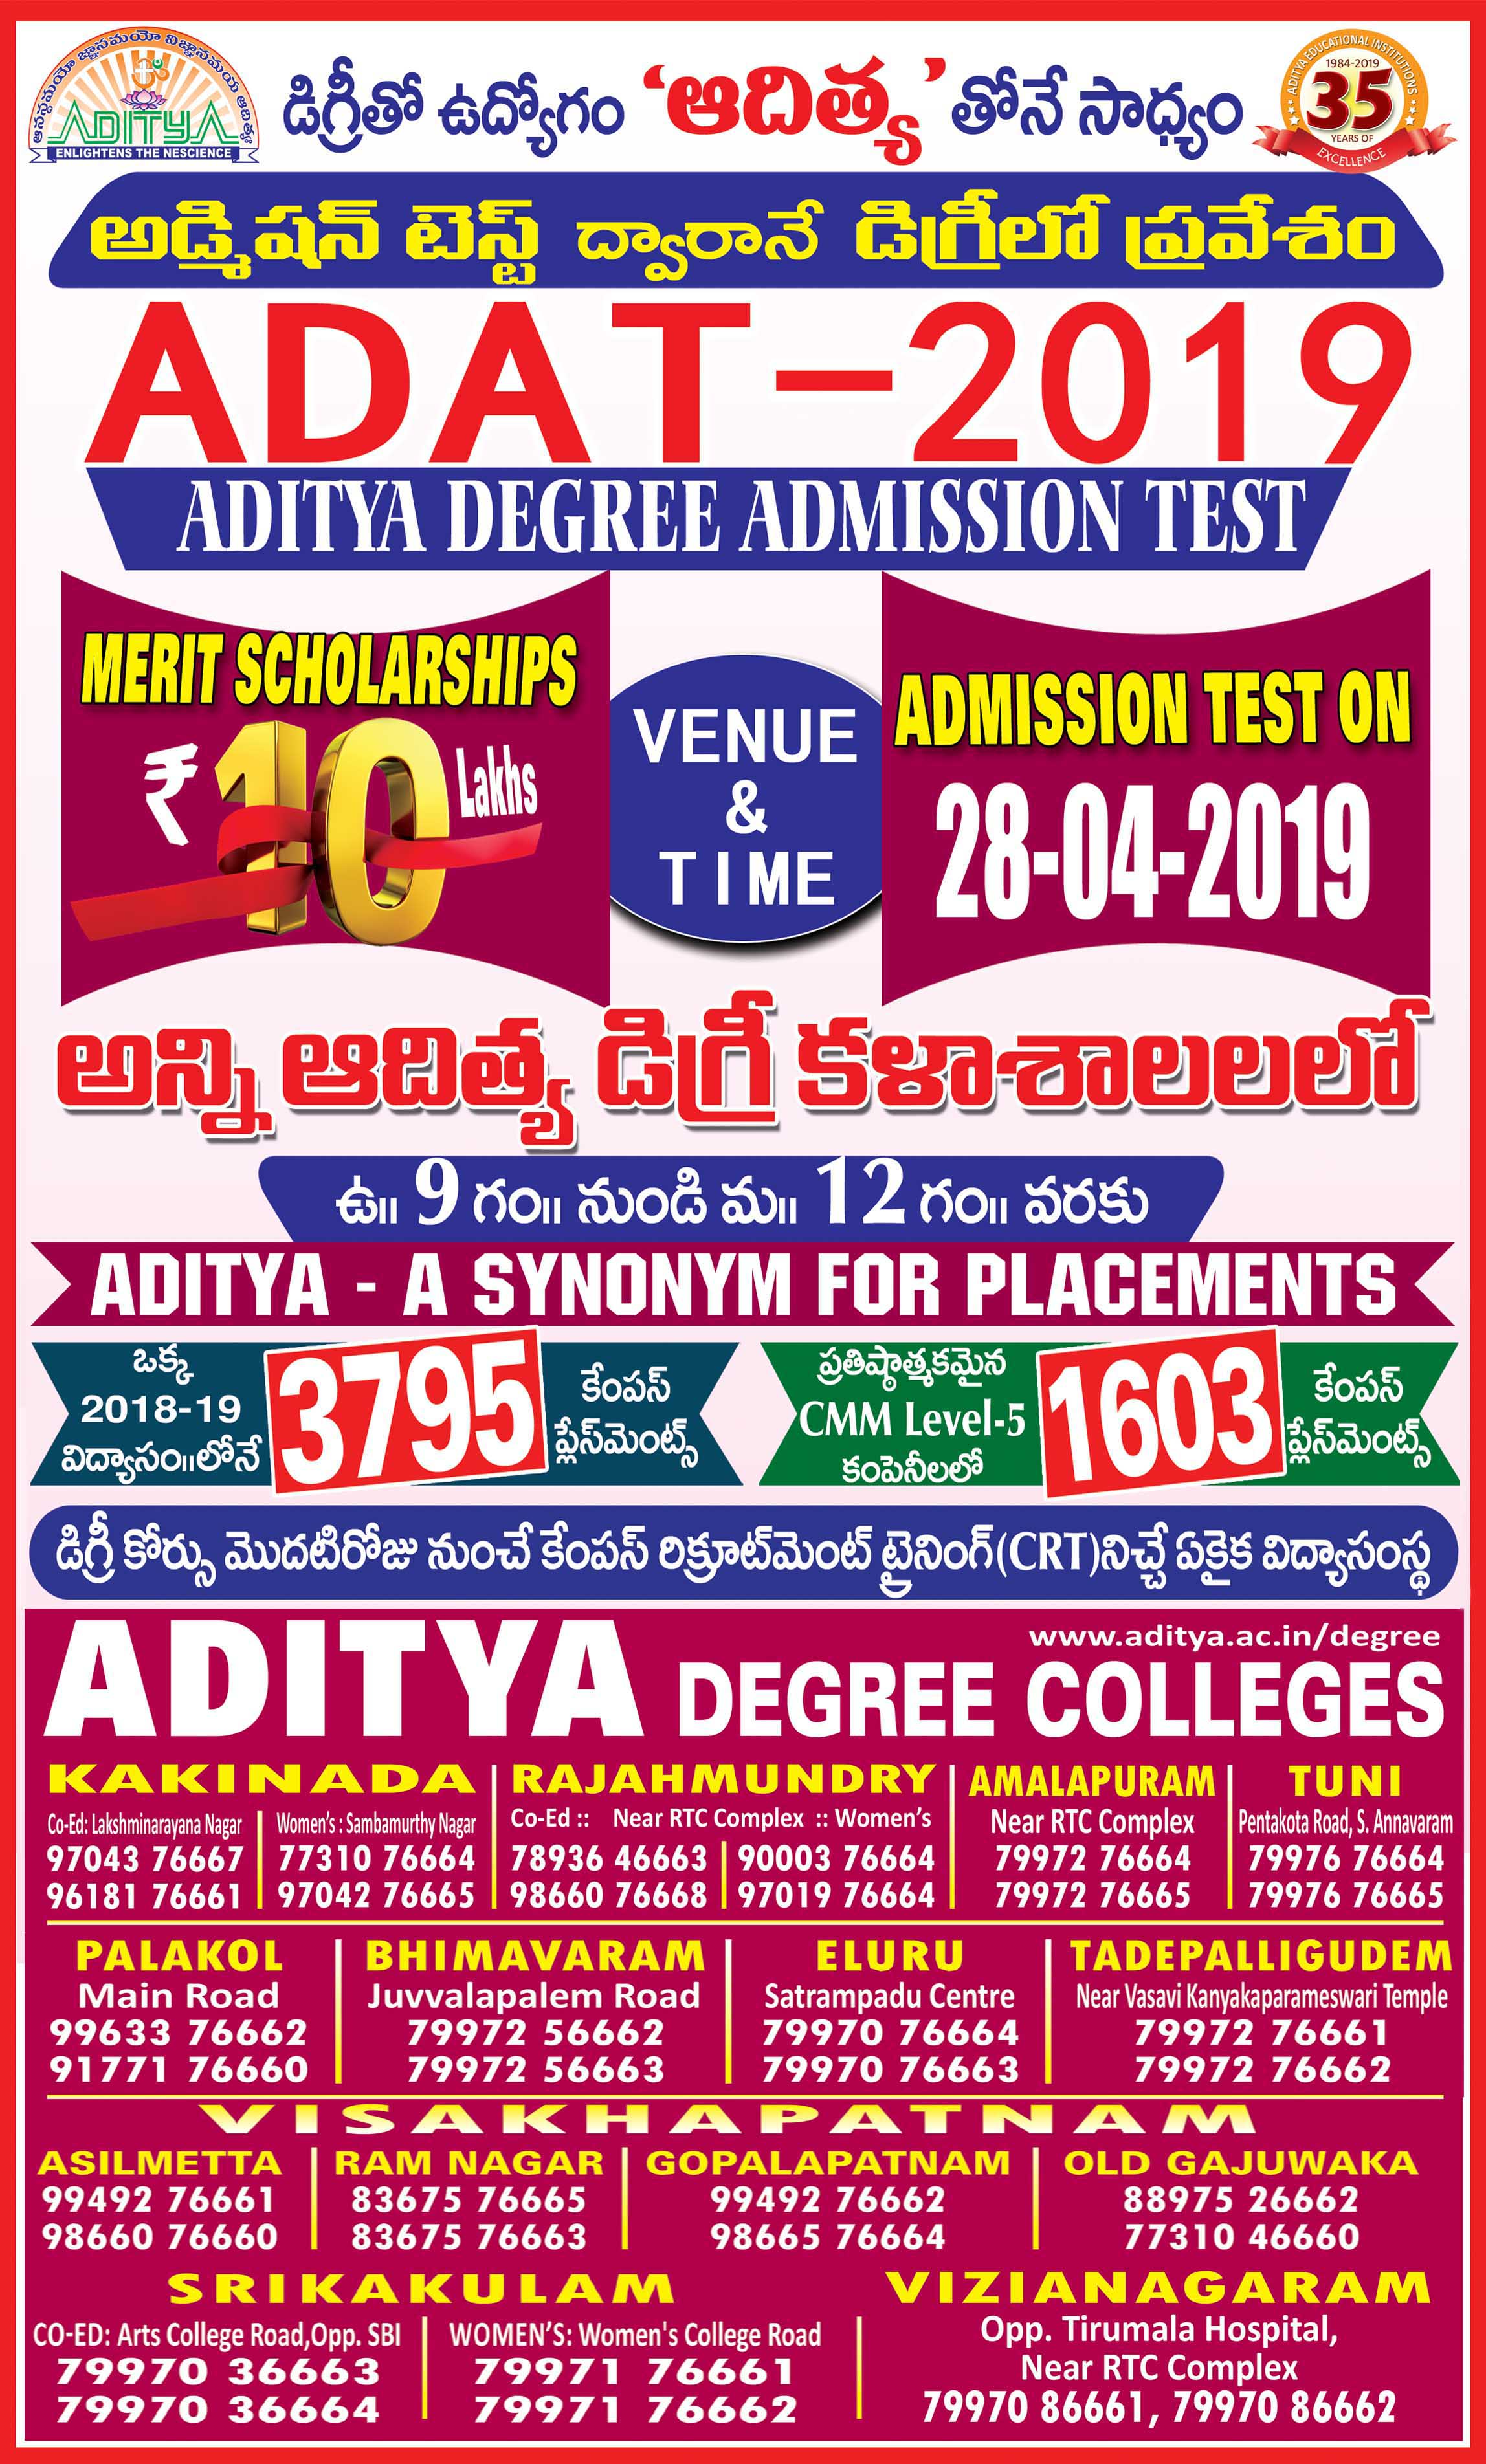 ఆనన్దమయో జ్ఞానమయో విజ్ఞానమయ ఆదిత్య
ADITYA
ENLIGHTENS THE NESCIENCE
డిగ్రీతో ఉద్యోగం ‘ఆదిత్య’ తోనే సాధ్యం
ADITYA EDUCATIONAL INSTITUTIONS
1984-2019
35
YEARS OF
EXCELLENCE
అడ్మిషన్ టెస్ట్ ద్వారానే డిగ్రీలో ప్రవేశం
ADAT-2019
ADITYA DEGREE ADMISSION TEST
MERIT SCHOLARSHIPS
₹ 10 Lakhs
VENUE
&
TIME
ADMISSION TEST ON
28-04-2019
అన్ని ఆదిత్య డిగ్రీ కళాశాలలలో
ఉ॥ 9 గం॥ నుండి మ॥ 12 గం॥ వరకు
ADITYA - A SYNONYM FOR PLACEMENTS
ఒక్క
2018-19
విద్యాసం॥లోనే
3795
కేంపస్
ప్లేస్‌మెంట్స్
ప్రతిష్ఠాత్మకమైన
CMM Level-5
కంపెనీలలో
1603
కేంపస్
ప్లేస్‌మెంట్స్
డిగ్రీ కోర్సు మొదటిరోజు నుంచే కేంపస్ రిక్రూట్‌మెంట్ ట్రైనింగ్(CRT)నిచ్చే ఏకైక విద్యాసంస్థ
www.aditya.ac.in/degree
ADITYA DEGREE COLLEGES
KAKINADA
Co-Ed: Lakshminarayana Nagar
97043 76667
96181 76661
Women's : Sambamurthy Nagar
77310 76664
97042 76665
RAJAHMUNDRY
Co-Ed :: Near RTC Complex :: Women's
78936 46663
98660 76668
90003 76664
97019 76664
AMALAPURAM
Near RTC Complex
79972 76664
79972 76665
TUNI
Pentakota Road, S. Annavaram
79976 76664
79976 76665
PALAKOL
Main Road
99633 76662
91771 76660
BHIMAVARAM
Juvvalapalem Road
79972 56662
79972 56663
ELURU
Satrampadu Centre
79970 76664
79970 76663
TADEPALLIGUDEM
Near Vasavi Kanyakaparameswari Temple
79972 76661
79972 76662
VISAKHAPATNAM
ASILMETTA
99492 76661
98660 76660
RAM NAGAR
83675 76665
83675 76663
GOPALAPATNAM
99492 76662
98665 76664
OLD GAJUWAKA
88975 26662
77310 46660
SRIKAKULAM
CO-ED: Arts College Road,Opp. SBI
79970 36663
79970 36664
WOMEN'S: Women's College Road
79971 76661
79971 76662
VIZIANAGARAM
Opp. Tirumala Hospital,
Near RTC Complex
79970 86661, 79970 86662